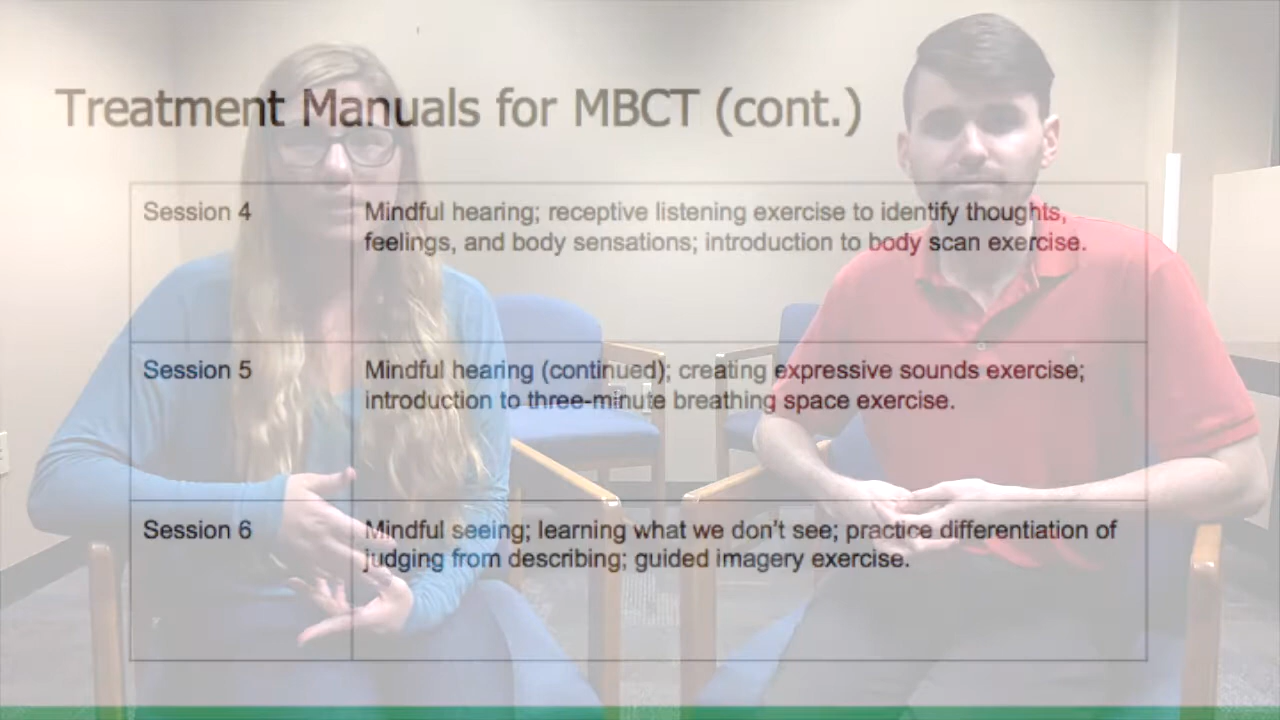 Treatment Manuals for MBCT (cont.)
Session 4
Mindful hearing; receptive listening exercise to identify thoughts,
feelings, and body sensations; introduction to body scan exercise.
Session 5
Mindful hearing (continued); creating expressive sounds exercise;
introduction to three-minute breathing space exercise.
Session 6
Mindful seeing; learning what we don't see; practice differentiation of
judging from describing; guided imagery exercise.